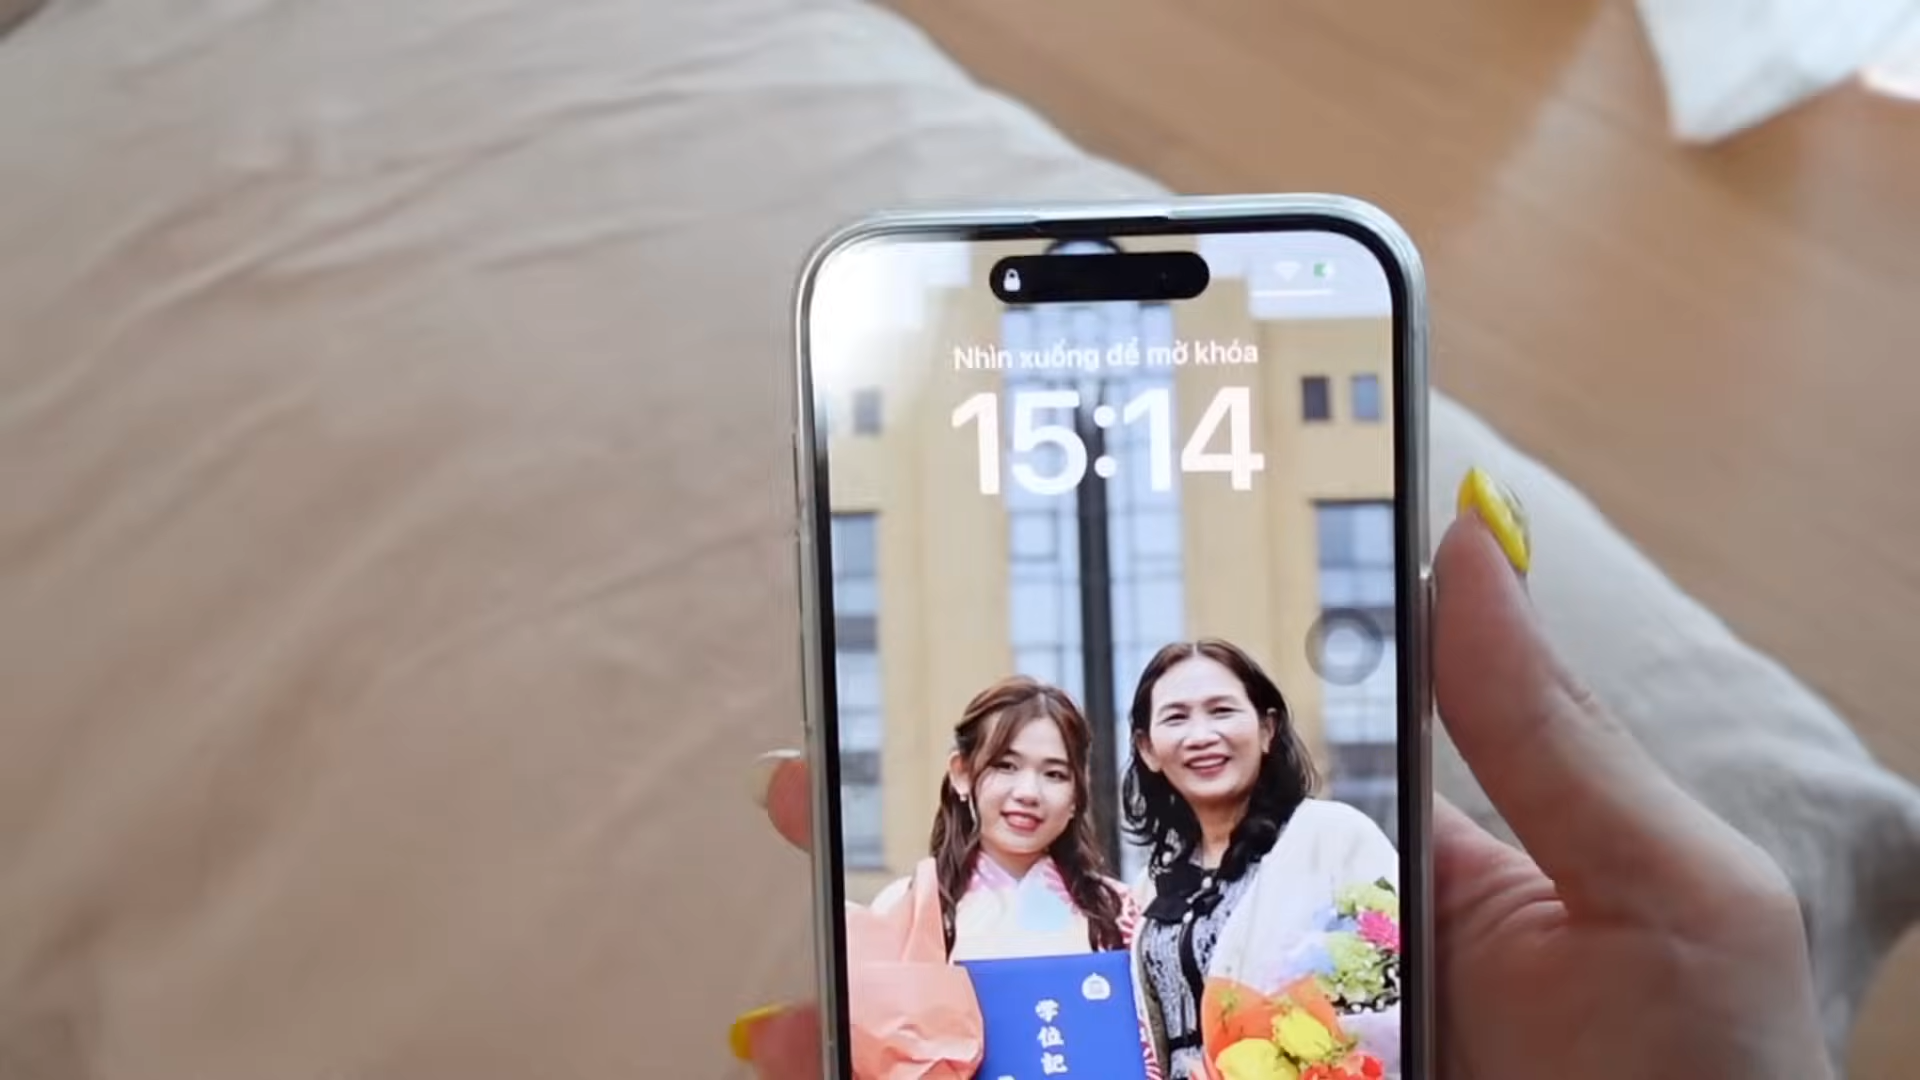 Nhìn xuống để mở khóa
15:14
学位記